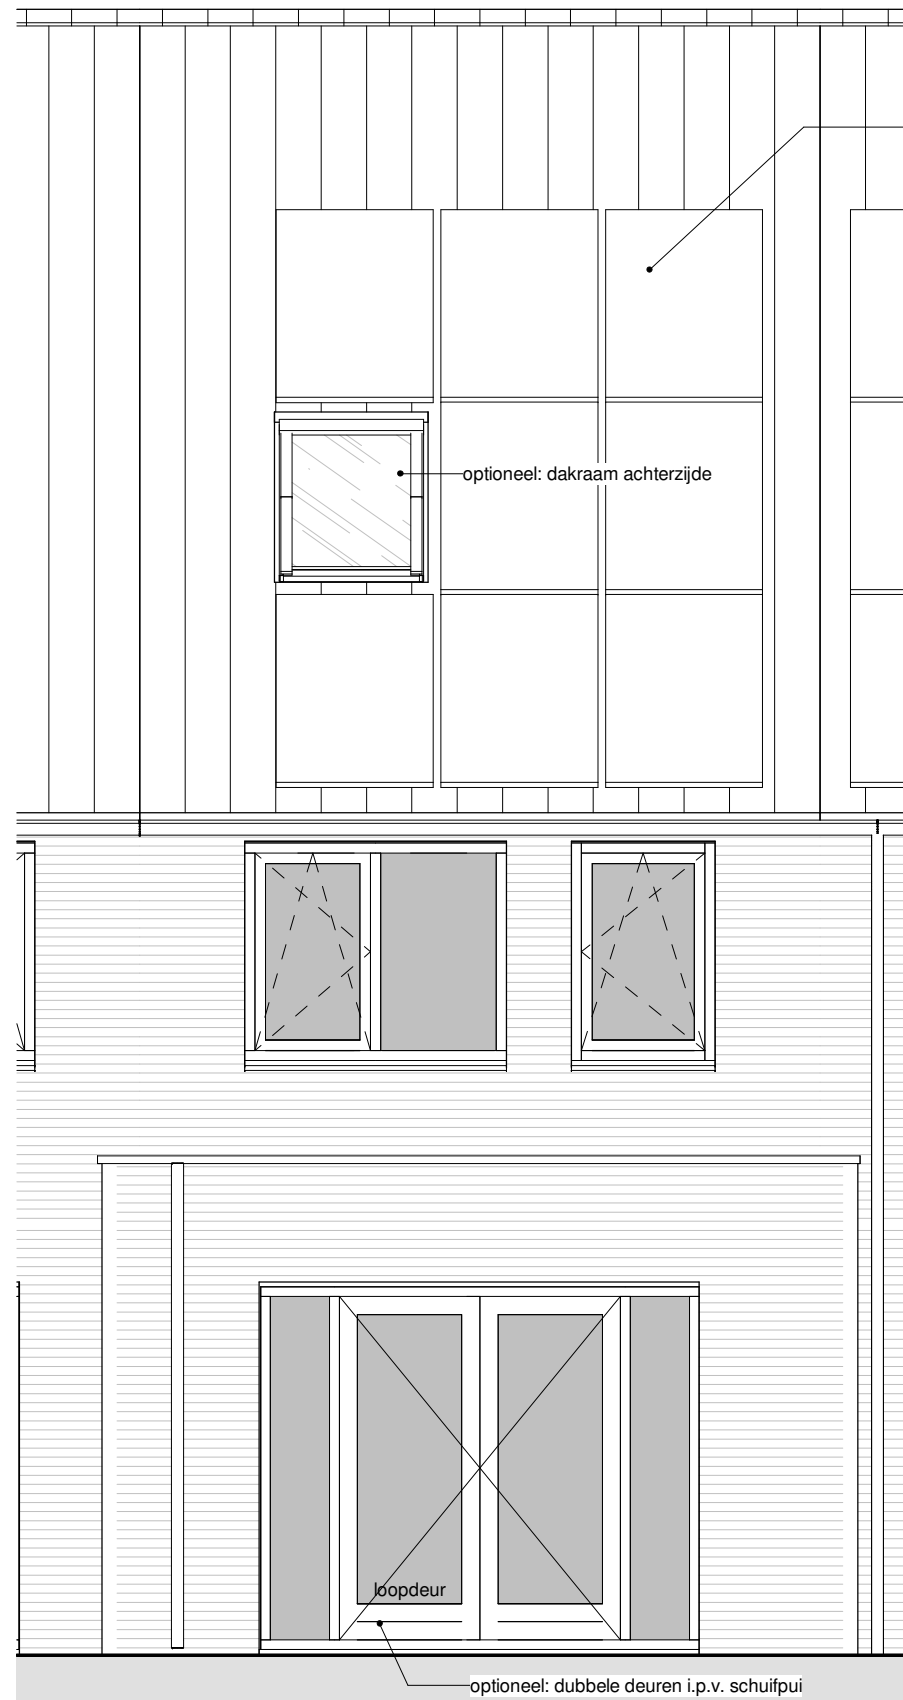 optioneel: dakraam achterzijde
loopdeur
optioneel: dubbele deuren i.p.v. schuifpui